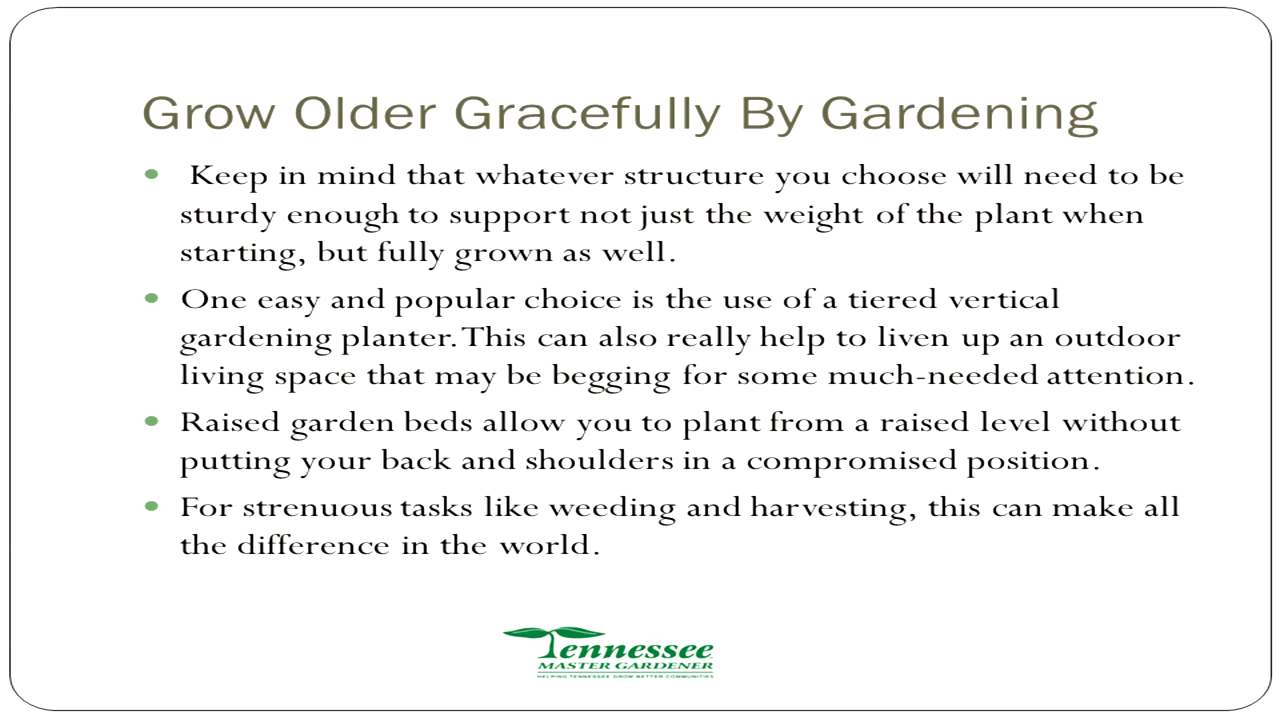 Grow Older Gracefully By Gardening
• Keep in mind that whatever structure you choose will need to be
sturdy enough to support not just the weight of the plant when
starting, but fully grown as well.
• One easy and popular choice is the use of a tiered vertical
gardening planter. This can also really help to liven up an outdoor
living space that may be begging for some much-needed attention.
• Raised garden beds allow you to plant from a raised level without
putting your back and shoulders in a compromised position.
• For strenuous tasks like weeding and harvesting, this can make all
the difference in the world.
Tennessee
MASTER GARDENER
HELPING TENNESSEE GROW BETTER COMMUNITIES